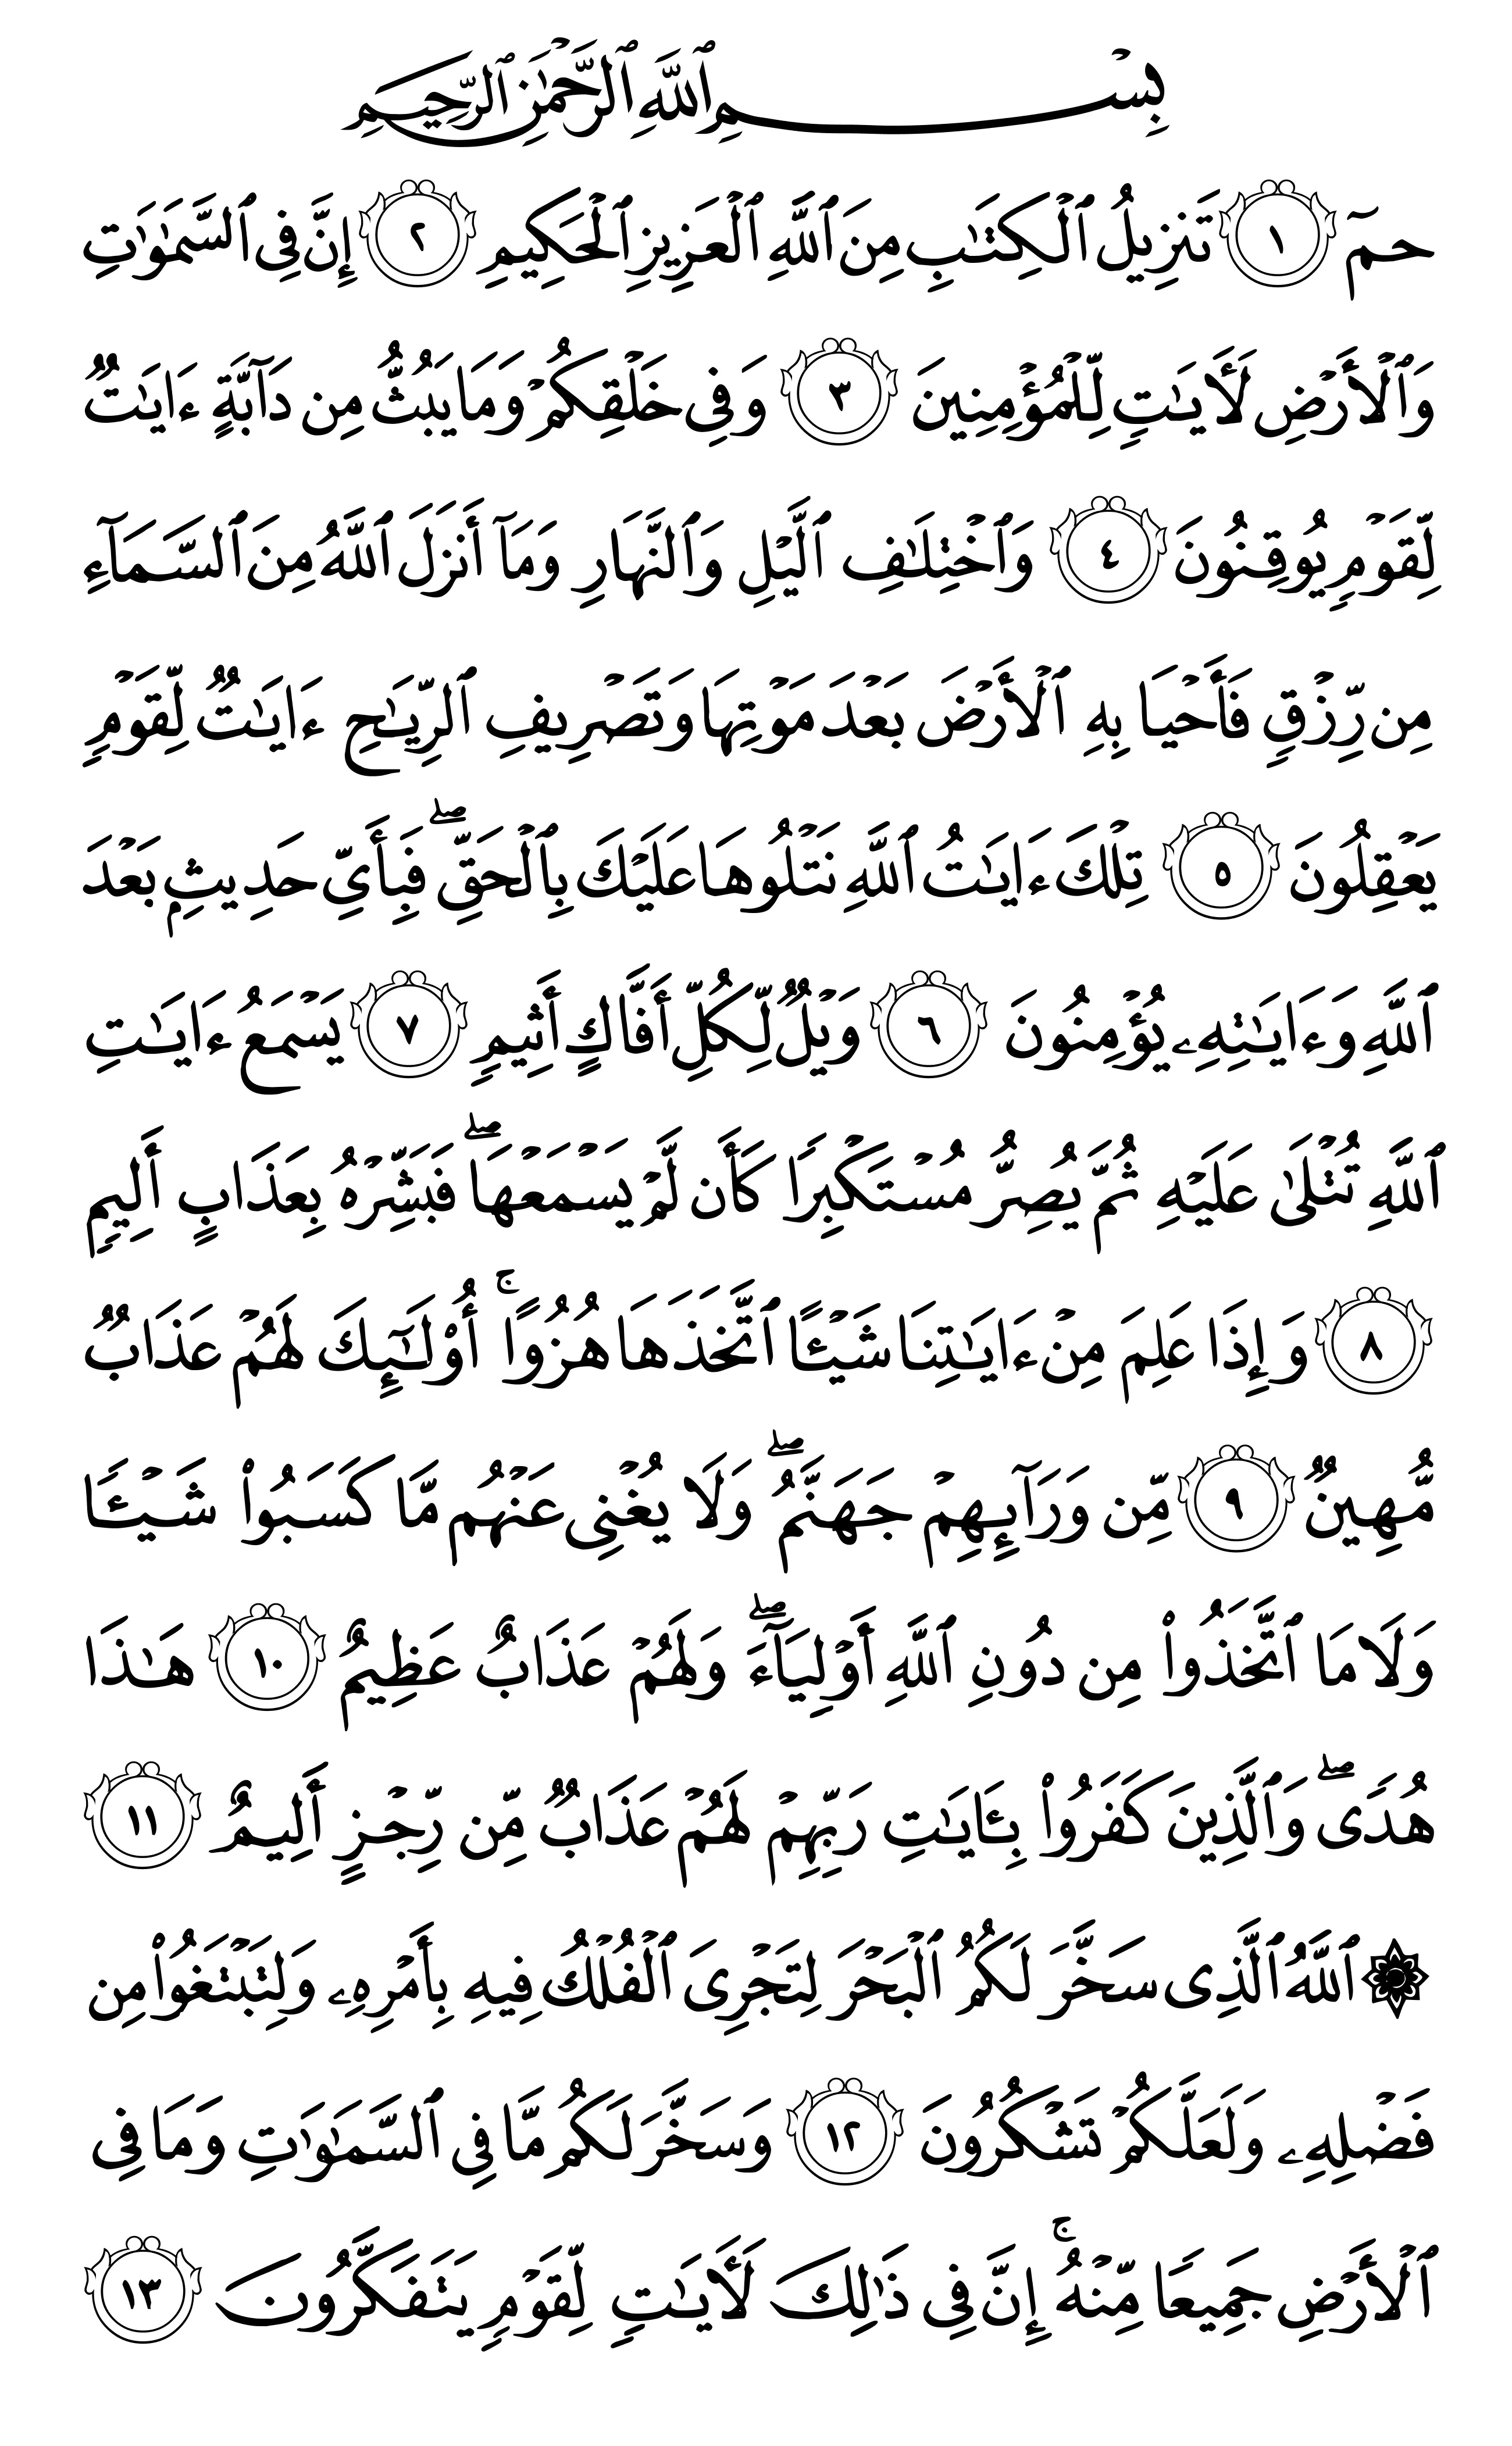 بِسْمِ ٱللَّهِ ٱلرَّحْمَٰنِ ٱلرَّحِيمِ
حمٓ ١ تَنزِيلُ ٱلْكِتَٰبِ مِنَ ٱللَّهِ ٱلْعَزِيزِ ٱلْحَكِيمِ ٢ إِنَّ فِى ٱلسَّمَٰوَٰتِ
وَٱلْأَرْضِ لَأٓيَٰتٍ لِّلْمُؤْمِنِينَ ٣ وَفِى خَلْقِكُمْ وَمَا يَبُثُّ مِن دَآبَّةٍ ءَايَٰتٌ
لِّقَوْمٍ يُوقِنُونَ ٤ وَٱخْتِلَٰفِ ٱلَّيْلِ وَٱلنَّهَارِ وَمَآ أَنزَلَ ٱللَّهُ مِنَ ٱلسَّمَآءِ
مِن رِّزْقٍ فَأَحْيَا بِهِ ٱلْأَرْضَ بَعْدَ مَوْتِهَا وَتَصْرِيفِ ٱلرِّيَٰحِ ءَايَٰتٌ لِّقَوْمٍ
يَعْقِلُونَ ٥ تِلْكَ ءَايَٰتُ ٱللَّهِ نَتْلُوهَا عَلَيْكَ بِٱلْحَقِّ ۖ فَبِأَىِّ حَدِيثٍۭ بَعْدَ
ٱللَّهِ وَءَايَٰتِهِۦ يُؤْمِنُونَ ٦ وَيْلٌ لِّكُلِّ أَفَّاكٍ أَثِيمٍ ٧ يَسْمَعُ ءَايَٰتِ
ٱللَّهِ تُتْلَىٰ عَلَيْهِ ثُمَّ يُصِرُّ مُسْتَكْبِرًا كَأَن لَّمْ يَسْمَعْهَا ۖ فَبَشِّرْهُ بِعَذَابٍ أَلِيمٍ
٨ وَإِذَا عَلِمَ مِنْ ءَايَٰتِنَا شَيْـًٔا ٱتَّخَذَهَا هُزُوًا ۚ أُو۟لَٰٓئِكَ لَهُمْ عَذَابٌ
مُّهِينٌ ٩ مِّن وَرَآئِهِمْ جَهَنَّمُ ۖ وَلَا يُغْنِى عَنْهُم مَّا كَسَبُوا۟ شَيْـًٔا
وَلَا مَا ٱتَّخَذُوا۟ مِن دُونِ ٱللَّهِ أَوْلِيَآءَ ۖ وَلَهُمْ عَذَابٌ عَظِيمٌ ١٠ هَٰذَا
هُدًى ۖ وَٱلَّذِينَ كَفَرُوا۟ بِـَٔايَٰتِ رَبِّهِمْ لَهُمْ عَذَابٌ مِّن رِّجْزٍ أَلِيمٌ ١١
۞ ٱللَّهُ ٱلَّذِى سَخَّرَ لَكُمُ ٱلْبَحْرَ لِتَجْرِىَ ٱلْفُلْكُ فِيهِ بِأَمْرِهِۦ وَلِتَبْتَغُوا۟ مِن
فَضْلِهِۦ وَلَعَلَّكُمْ تَشْكُرُونَ ١٢ وَسَخَّرَ لَكُم مَّا فِى ٱلسَّمَٰوَٰتِ وَمَا فِى
ٱلْأَرْضِ جَمِيعًا مِّنْهُ ۚ إِنَّ فِى ذَٰلِكَ لَأٓيَٰتٍ لِّقَوْمٍ يَتَفَكَّرُونَ ١٣